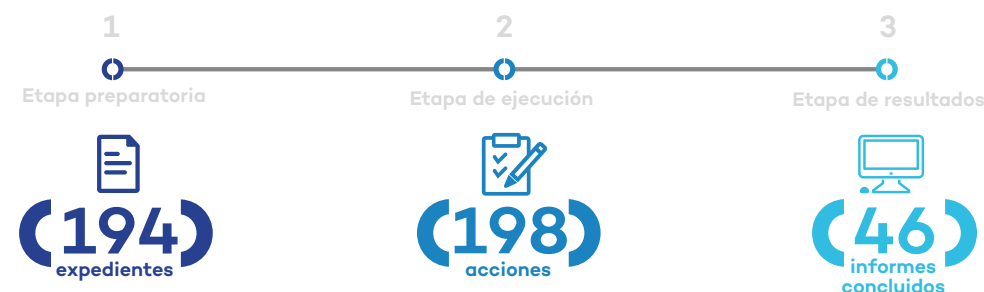 1
2
3
Etapa preparatoria
Etapa de ejecución
Etapa de resultados
194
expedientes
198
acciones
46
informes
concluidos